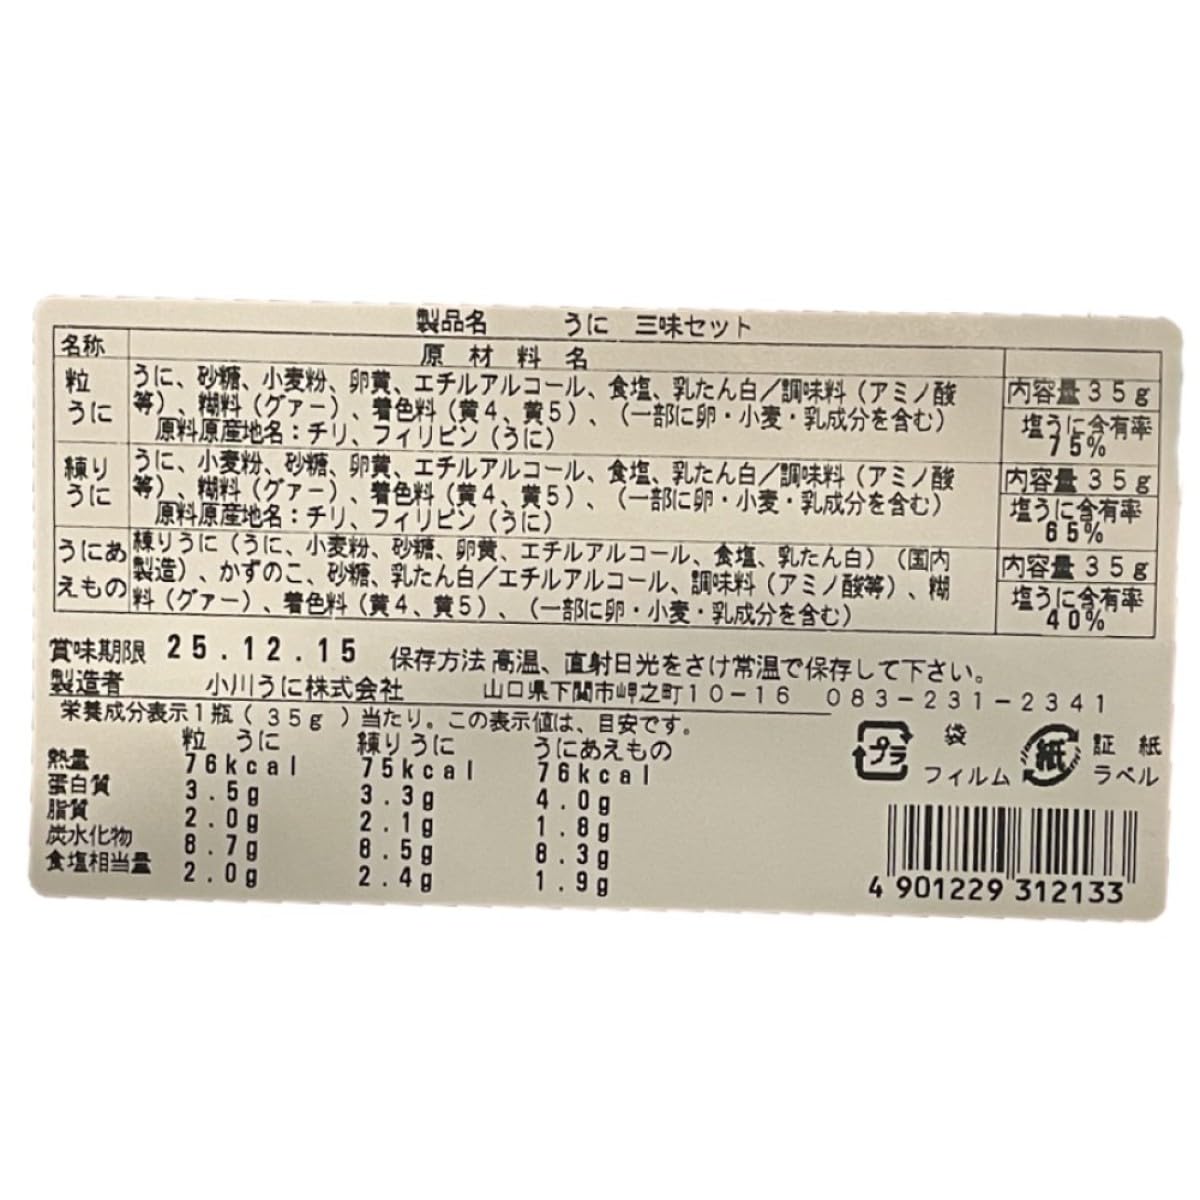 製品名　うに　三味セット
名称　原材料名
粒うに　うに、砂糖、小麦粉、卵黄、エチルアルコール、食塩、乳たん白／調味料（アミノ酸
等）、糊料（グァー）、着色料（黄４、黄５）、（一部に卵・小麦・乳成分を含む）
原料原産地名：チリ、フィリピン（うに）
内容量３５ｇ
塩うに含有率
75%
練りうに　うに、小麦粉、砂糖、卵黄、エチルアルコール、食塩、乳たん白／調味料（アミノ酸
等）、糊料（グァー）、着色料（黄４、黄５）、（一部に卵・小麦・乳成分を含む）
原料原産地名：チリ、フィリピン（うに）
内容量３５ｇ
塩うに含有率
65%
うにあえもの　練りうに（うに、小麦粉、砂糖、卵黄、エチルアルコール、食塩、乳たん白）（国内
製造）、かずのこ、砂糖、乳たん白／エチルアルコール、調味料（アミノ酸等）、糊
料（グァー）、着色料（黄４、黄５）、（一部に卵・小麦・乳成分を含む）
内容量３５ｇ
塩うに含有率
40%
賞味期限　25.12.15　保存方法 高温、直射日光をさけ常温で保存して下さい。
製造者　小川うに株式会社　山口県下関市岬之町１０－１６　０８３－２３１－２３４１
栄養成分表示１瓶（３５ｇ）当たり。この表示値は、目安です。
粒うに　練りうに　うにあえもの
熱量　76kcal　75kcal　76kcal
蛋白質　3.5g　3.3g　4.0g
脂質　2.0g　2.1g　1.8g
炭水化物　8.7g　8.5g　8.3g
食塩相当量　2.0g　2.4g　1.9g
プラ　袋
フィルム
紙　証紙
ラベル
4 901229 312133